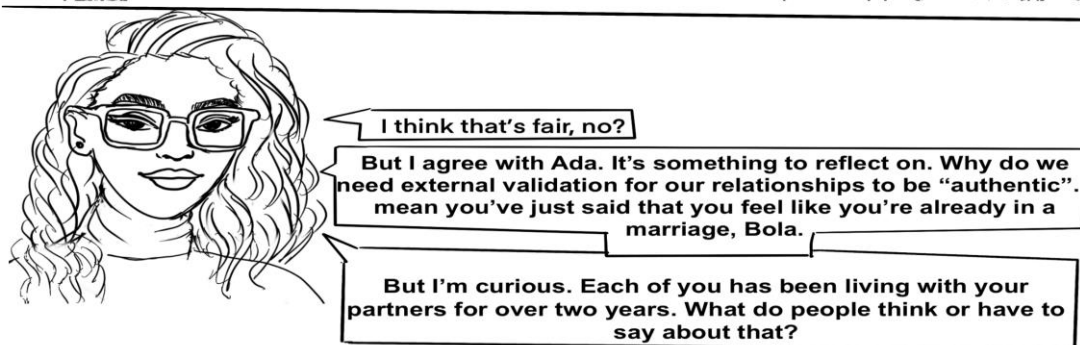 I think that's fair, no?
But I agree with Ada. It's something to reflect on. Why do we
need external validation for our relationships to be “authentic”.
mean you've just said that you feel like you're already in a
marriage, Bola.
But I'm curious. Each of you has been living with your
partners for over two years. What do people think or have to
say about that?